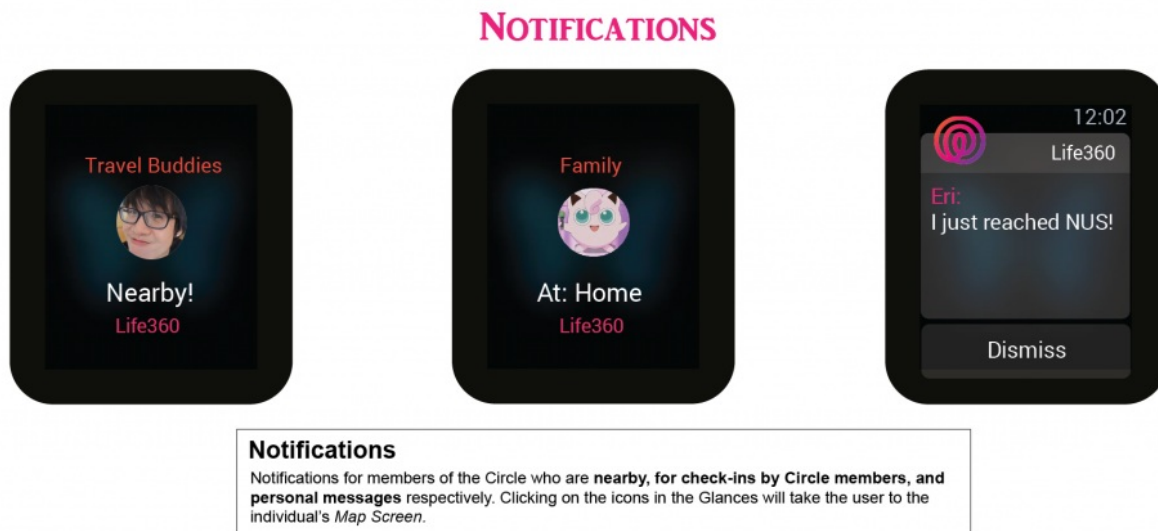 NOTIFICATIONS
Travel Buddies
Nearby!
Life360
Family
At: Home
Life360
12:02
Life360
Eri:
I just reached NUS!
Dismiss
Notifications
Notifications for members of the Circle who are nearby, for check-ins by Circle members, and
personal messages respectively. Clicking on the icons in the Glances will take the user to the
individual's Map Screen.